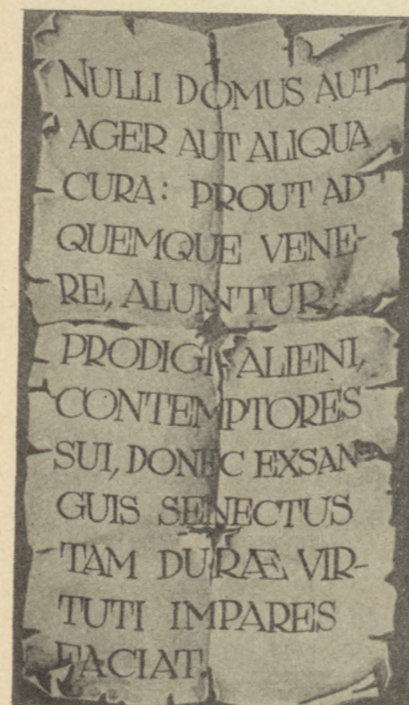 NULLI DOMUS AUT
AGER AUT ALIQUA
CURA: PROUT AD
QUEMQUE VENE-
RE, ALUNTUR,
PRODIGI ALIENI,
CONTEMPTORES
SUI, DONEC EXSAN-
GUIS SENECTUS
TAM DURÆ VIR-
TUTI IMPARES
FACIAT.